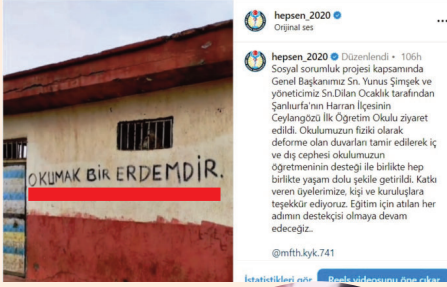 OKUMAK BİR ERDEMDİR.
hepsen_2020
Orijinal ses
hepsen_2020 Düzenlendi · 106h
Sosyal sorumluk projesi kapsamında
Genel Başkanımız Sn. Yunus Şimşek ve
yöneticimiz Sn.Dilan Ocaklık tarafından
Şanlıurfa'nın Harran İlçesinin
Ceylangözü İlk Öğretim Okulu ziyaret
edildi. Okulumuzun fiziki olarak
deforme olan duvarları tamir edilerek iç
ve dış cephesi okulumuzun
öğretmeninin desteği ile birlikte hep
birlikte yaşam dolu şekile getirildi. Katkı
veren üyelerimize, kişi ve kuruluşlara
teşekkür ediyoruz. Eğitim için atılan her
adımın destekçisi olmaya devam
edeceğiz..
@mfth.kyk.741
İstatistikleri gör
Reels videosunu öne çıkar